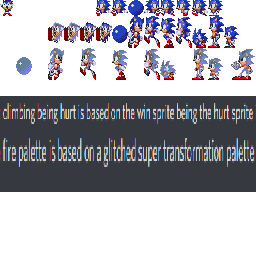 climbing being hurt is based on the win sprite being the hurt sprite
fire palette is based on a glitched super transformation palette